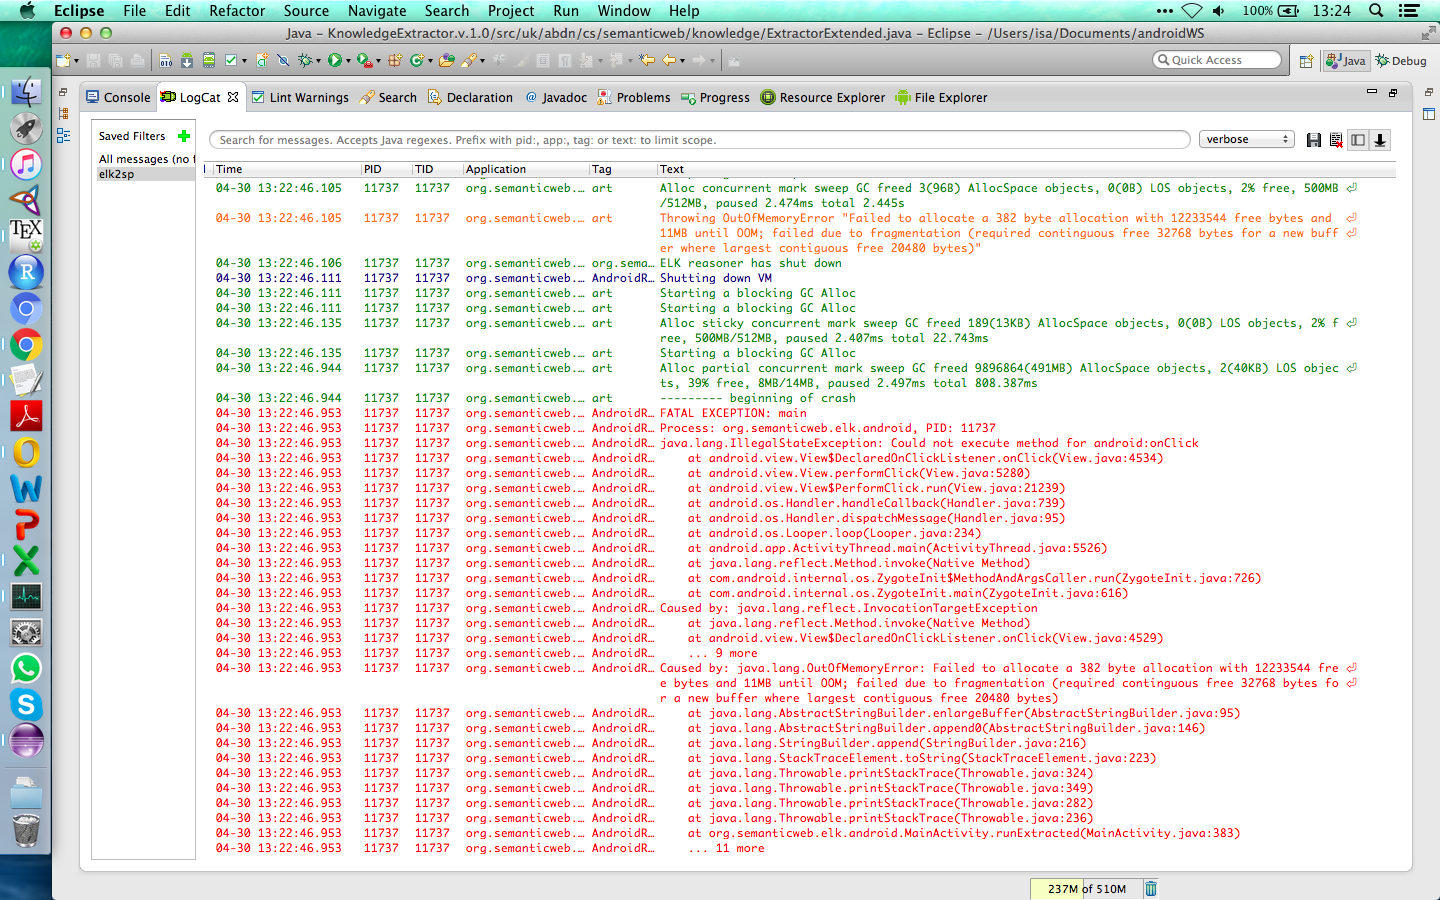 Eclipse File Edit Refactor Source Navigate Search Project Run Window Help 100% 13:24
Java – KnowledgeExtractor.v.1.0/src/uk/abdn/cs/semanticweb/knowledge/ExtractorExtended.java – Eclipse – /Users/isa/Documents/androidWS
Quick Access Java Debug
Console LogCat Lint Warnings Search Declaration @ Javadoc Problems Progress Resource Explorer File Explorer
Saved Filters
All messages (no f
elk2sp
Search for messages. Accepts Java regexes. Prefix with pid:, app:, tag: or text: to limit scope. verbose
Time PID TID Application Tag Text
04-30 13:22:46.105 11737 11737 org.semanticweb... art Alloc concurrent mark sweep GC freed 3(96B) AllocSpace objects, 0(0B) LOS objects, 2% free, 500MB
/512MB, paused 2.474ms total 2.445s
04-30 13:22:46.105 11737 11737 org.semanticweb... art Throwing OutOfMemoryError "Failed to allocate a 382 byte allocation with 12233544 free bytes and
11MB until OOM; failed due to fragmentation (required continguous free 32768 bytes for a new buff
er where largest contiguous free 20480 bytes)"
04-30 13:22:46.106 11737 11737 org.semanticweb... org.sema... ELK reasoner has shut down
04-30 13:22:46.111 11737 11737 org.semanticweb... AndroidR... Shutting down VM
04-30 13:22:46.111 11737 11737 org.semanticweb... art Starting a blocking GC Alloc
04-30 13:22:46.111 11737 11737 org.semanticweb... art Starting a blocking GC Alloc
04-30 13:22:46.135 11737 11737 org.semanticweb... art Alloc sticky concurrent mark sweep GC freed 189(13KB) AllocSpace objects, 0(0B) LOS objects, 2% f
ree, 500MB/512MB, paused 2.407ms total 22.743ms
04-30 13:22:46.135 11737 11737 org.semanticweb... art Starting a blocking GC Alloc
04-30 13:22:46.944 11737 11737 org.semanticweb... art Alloc partial concurrent mark sweep GC freed 9896864(491MB) AllocSpace objects, 2(40KB) LOS objec
ts, 39% free, 8MB/14MB, paused 2.497ms total 808.387ms
04-30 13:22:46.944 11737 11737 org.semanticweb... art --------- beginning of crash
04-30 13:22:46.953 11737 11737 org.semanticweb... AndroidR... FATAL EXCEPTION: main
04-30 13:22:46.953 11737 11737 org.semanticweb... AndroidR... Process: org.semanticweb.elk.android, PID: 11737
04-30 13:22:46.953 11737 11737 org.semanticweb... AndroidR... java.lang.IllegalStateException: Could not execute method for android:onClick
04-30 13:22:46.953 11737 11737 org.semanticweb... AndroidR... at android.view.View$DeclaredOnClickListener.onClick(View.java:4534)
04-30 13:22:46.953 11737 11737 org.semanticweb... AndroidR... at android.view.View.performClick(View.java:5280)
04-30 13:22:46.953 11737 11737 org.semanticweb... AndroidR... at android.view.View$PerformClick.run(View.java:21239)
04-30 13:22:46.953 11737 11737 org.semanticweb... AndroidR... at android.os.Handler.handleCallback(Handler.java:739)
04-30 13:22:46.953 11737 11737 org.semanticweb... AndroidR... at android.os.Handler.dispatchMessage(Handler.java:95)
04-30 13:22:46.953 11737 11737 org.semanticweb... AndroidR... at android.os.Looper.loop(Looper.java:234)
04-30 13:22:46.953 11737 11737 org.semanticweb... AndroidR... at android.app.ActivityThread.main(ActivityThread.java:5526)
04-30 13:22:46.953 11737 11737 org.semanticweb... AndroidR... at java.lang.reflect.Method.invoke(Native Method)
04-30 13:22:46.953 11737 11737 org.semanticweb... AndroidR... at com.android.internal.os.ZygoteInit$MethodAndArgsCaller.run(ZygoteInit.java:726)
04-30 13:22:46.953 11737 11737 org.semanticweb... AndroidR... at com.android.internal.os.ZygoteInit.main(ZygoteInit.java:616)
04-30 13:22:46.953 11737 11737 org.semanticweb... AndroidR... Caused by: java.lang.reflect.InvocationTargetException
04-30 13:22:46.953 11737 11737 org.semanticweb... AndroidR... at java.lang.reflect.Method.invoke(Native Method)
04-30 13:22:46.953 11737 11737 org.semanticweb... AndroidR... at android.view.View$DeclaredOnClickListener.onClick(View.java:4529)
04-30 13:22:46.953 11737 11737 org.semanticweb... AndroidR... ... 9 more
04-30 13:22:46.953 11737 11737 org.semanticweb... AndroidR... Caused by: java.lang.OutOfMemoryError: Failed to allocate a 382 byte allocation with 12233544 fre
e bytes and 11MB until OOM; failed due to fragmentation (required continguous free 32768 bytes fo
r a new buffer where largest contiguous free 20480 bytes)
04-30 13:22:46.953 11737 11737 org.semanticweb... AndroidR... at java.lang.AbstractStringBuilder.enlargeBuffer(AbstractStringBuilder.java:95)
04-30 13:22:46.953 11737 11737 org.semanticweb... AndroidR... at java.lang.AbstractStringBuilder.append0(AbstractStringBuilder.java:146)
04-30 13:22:46.953 11737 11737 org.semanticweb... AndroidR... at java.lang.StringBuilder.append(StringBuilder.java:216)
04-30 13:22:46.953 11737 11737 org.semanticweb... AndroidR... at java.lang.StackTraceElement.toString(StackTraceElement.java:223)
04-30 13:22:46.953 11737 11737 org.semanticweb... AndroidR... at java.lang.Throwable.printStackTrace(Throwable.java:324)
04-30 13:22:46.953 11737 11737 org.semanticweb... AndroidR... at java.lang.Throwable.printStackTrace(Throwable.java:349)
04-30 13:22:46.953 11737 11737 org.semanticweb... AndroidR... at java.lang.Throwable.printStackTrace(Throwable.java:282)
04-30 13:22:46.953 11737 11737 org.semanticweb... AndroidR... at java.lang.Throwable.printStackTrace(Throwable.java:236)
04-30 13:22:46.953 11737 11737 org.semanticweb... AndroidR... at org.semanticweb.elk.android.MainActivity.runExtracted(MainActivity.java:383)
04-30 13:22:46.953 11737 11737 org.semanticweb... AndroidR... ... 11 more
237M of 510M